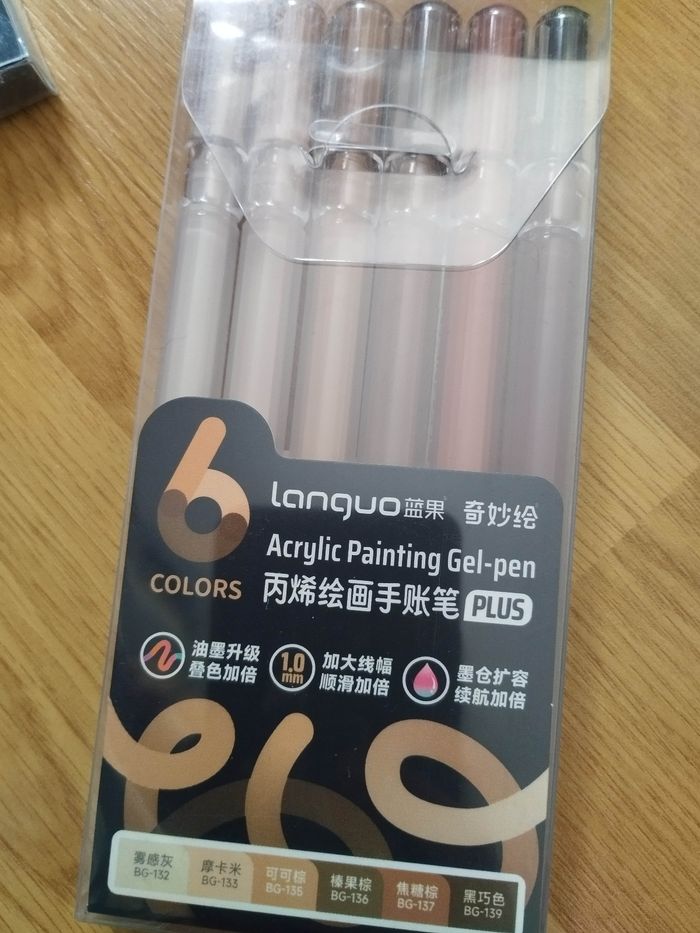 6
COLORS
Languo蓝果 奇妙绘
Acrylic Painting Gel-pen
丙烯绘画手账笔 PLUS
油墨升级
叠色加倍
1.0
mm
加大线幅
顺滑加倍
墨仓扩容
续航加倍
雾感灰
BG-132
摩卡米
BG-133
可可棕
BG-135
榛果棕
BG-136
焦糖棕
BG-137
黑巧色
BG-139